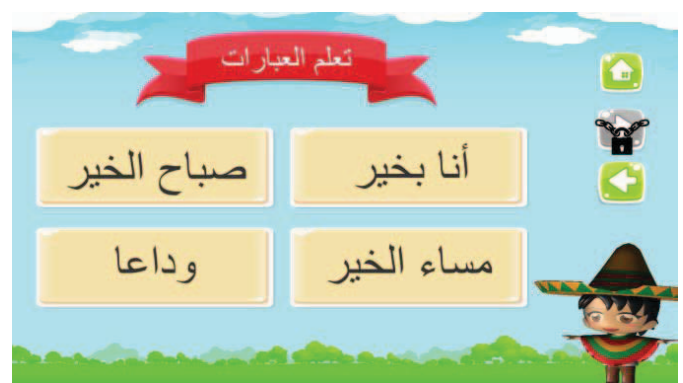 تعلم العبارات
أنا بخير
صباح الخير
مساء الخير
وداعا